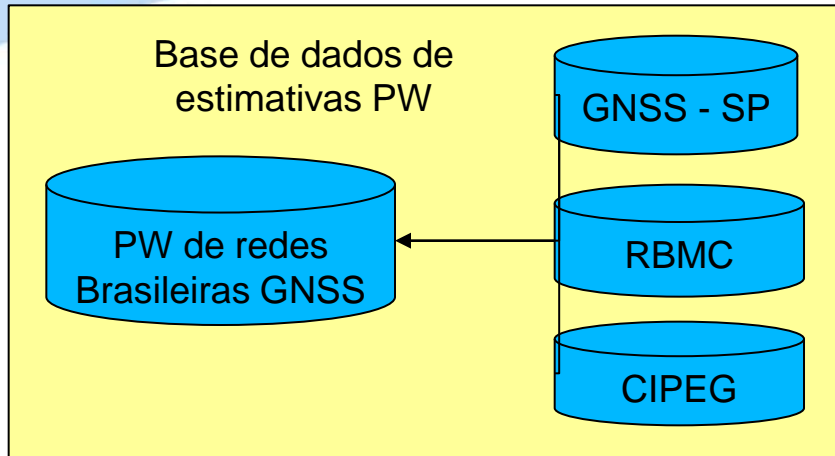 Base de dados de
estimativas PW
GNSS - SP
PW de redes
Brasileiras GNSS
RBMC
CIPEG